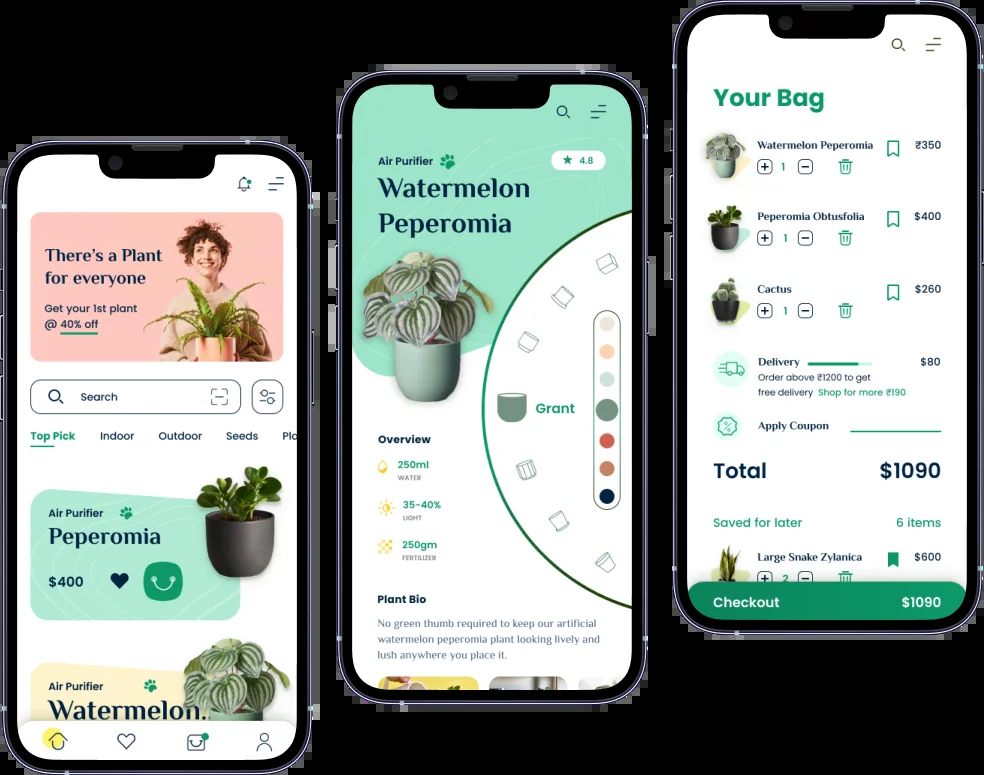 There's a Plant
for everyone
Get your 1st plant
@ 40% off
Search
Top Pick Indoor Outdoor Seeds
Air Purifier
Peperomia
$400
Air Purifier
Watermelon..
Air Purifier
4.8
Watermelon
Peperomia
Grant
Overview
250ml
WATER
35-40%
LIGHT
250gm
FERTILIZER
Plant Bio
No green thumb required to keep our artificial
watermelon peperomia plant looking lively and
lush anywhere you place it.
Your Bag
Watermelon Peperomia ₹350
1
Peperomia Obtusfolia $400
1
Cactus $260
1
Delivery $80
Order above ₹1200 to get
free delivery Shop for more ₹190
Apply Coupon
Total $1090
Saved for later 6 items
Large Snake Zylanica $600
2
Checkout $1090